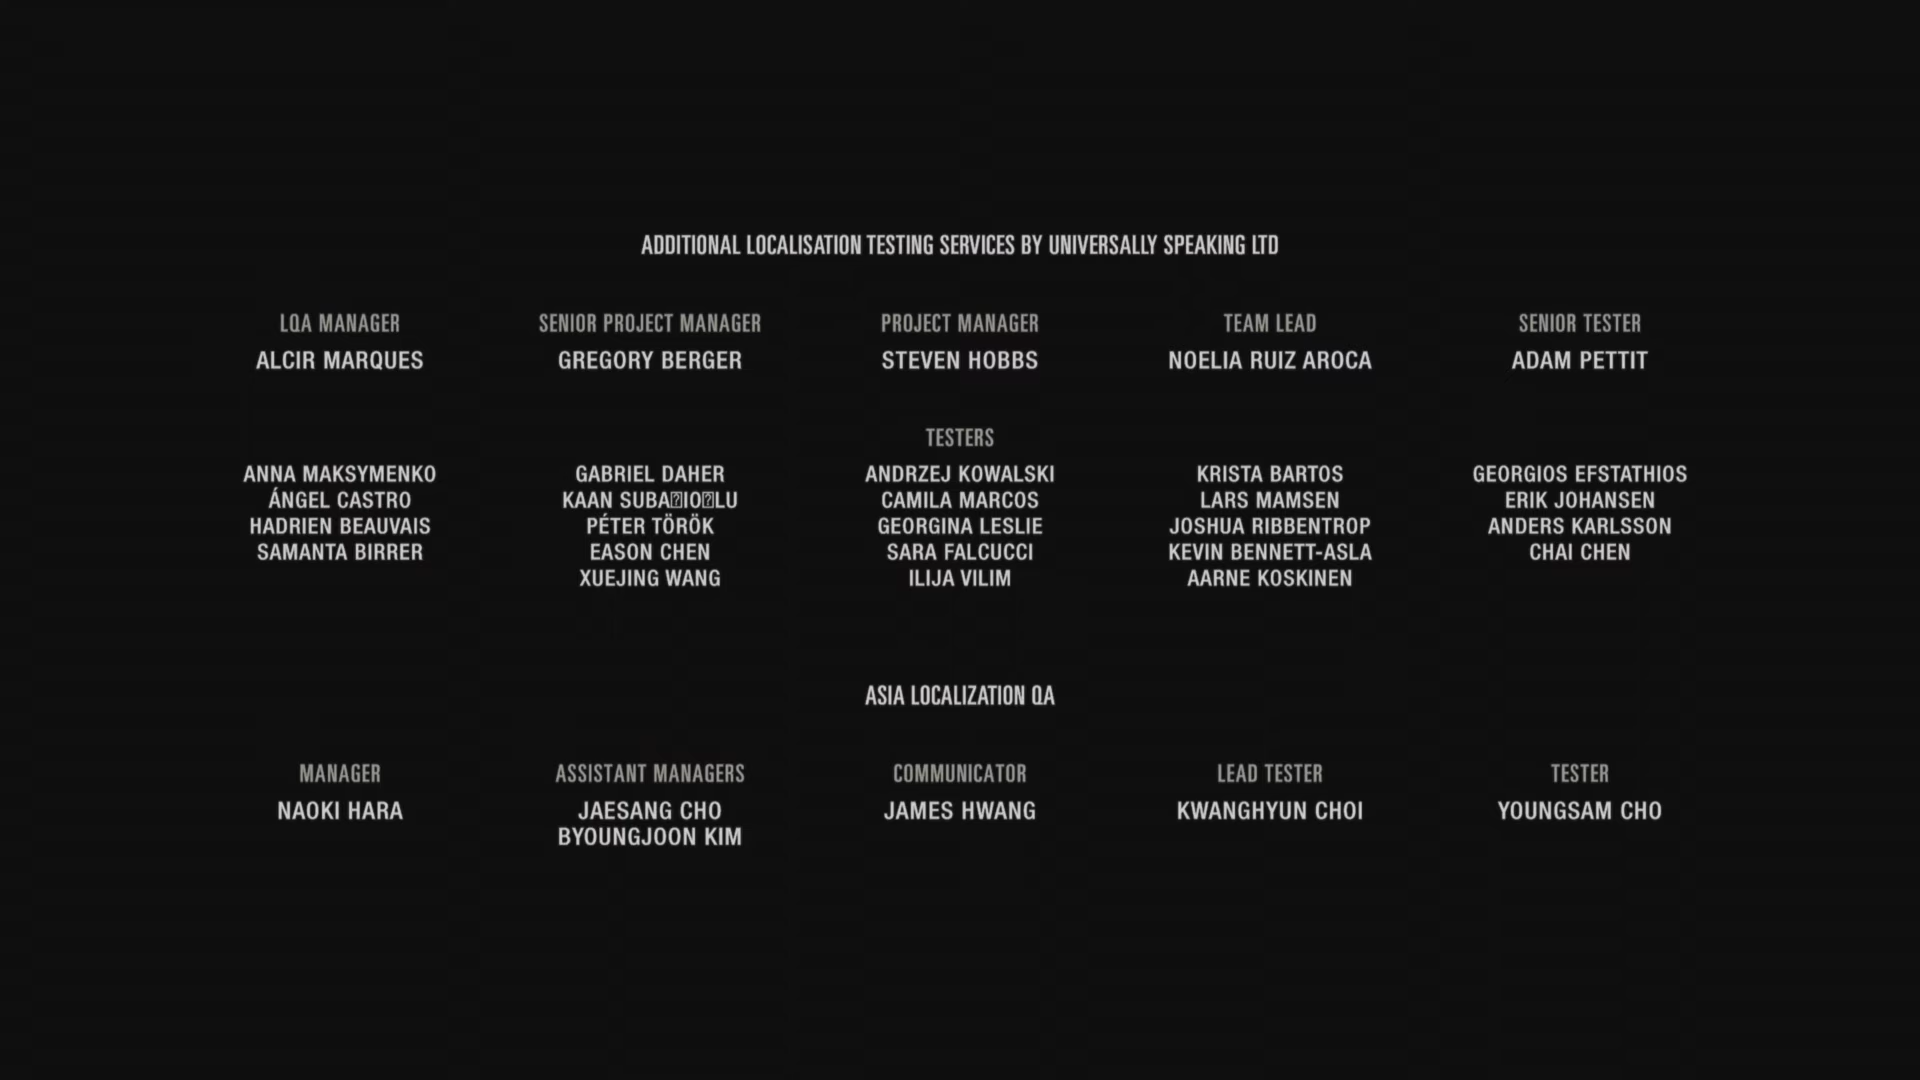 ADDITIONAL LOCALISATION TESTING SERVICES BY UNIVERSALLY SPEAKING LTD
LQA MANAGER
ALCIR MARQUES
SENIOR PROJECT MANAGER
GREGORY BERGER
PROJECT MANAGER
STEVEN HOBBS
TEAM LEAD
NOELIA RUIZ AROCA
SENIOR TESTER
ADAM PETTIT
TESTERS
ANNA MAKSYMENKO
ÁNGEL CASTRO
HADRIEN BEAUVAIS
SAMANTA BIRRER
GABRIEL DAHER
KAAN SUBA⍰IO⍰LU
PÉTER TÖRÖK
EASON CHEN
XUEJING WANG
ANDRZEJ KOWALSKI
CAMILA MARCOS
GEORGINA LESLIE
SARA FALCUCCI
ILIJA VILIM
KRISTA BARTOS
LARS MAMSEN
JOSHUA RIBBENTROP
KEVIN BENNETT-ASLA
AARNE KOSKINEN
GEORGIOS EFSTATHIOS
ERIK JOHANSEN
ANDERS KARLSSON
CHAI CHEN
ASIA LOCALIZATION QA
MANAGER
NAOKI HARA
ASSISTANT MANAGERS
JAESANG CHO
BYOUNGJOON KIM
COMMUNICATOR
JAMES HWANG
LEAD TESTER
KWANGHYUN CHOI
TESTER
YOUNGSAM CHO